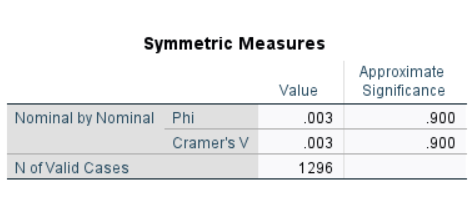 Symmetric Measures
Value Approximate Significance
Nominal by Nominal Phi .003 .900
Cramer's V .003 .900
N of Valid Cases 1296